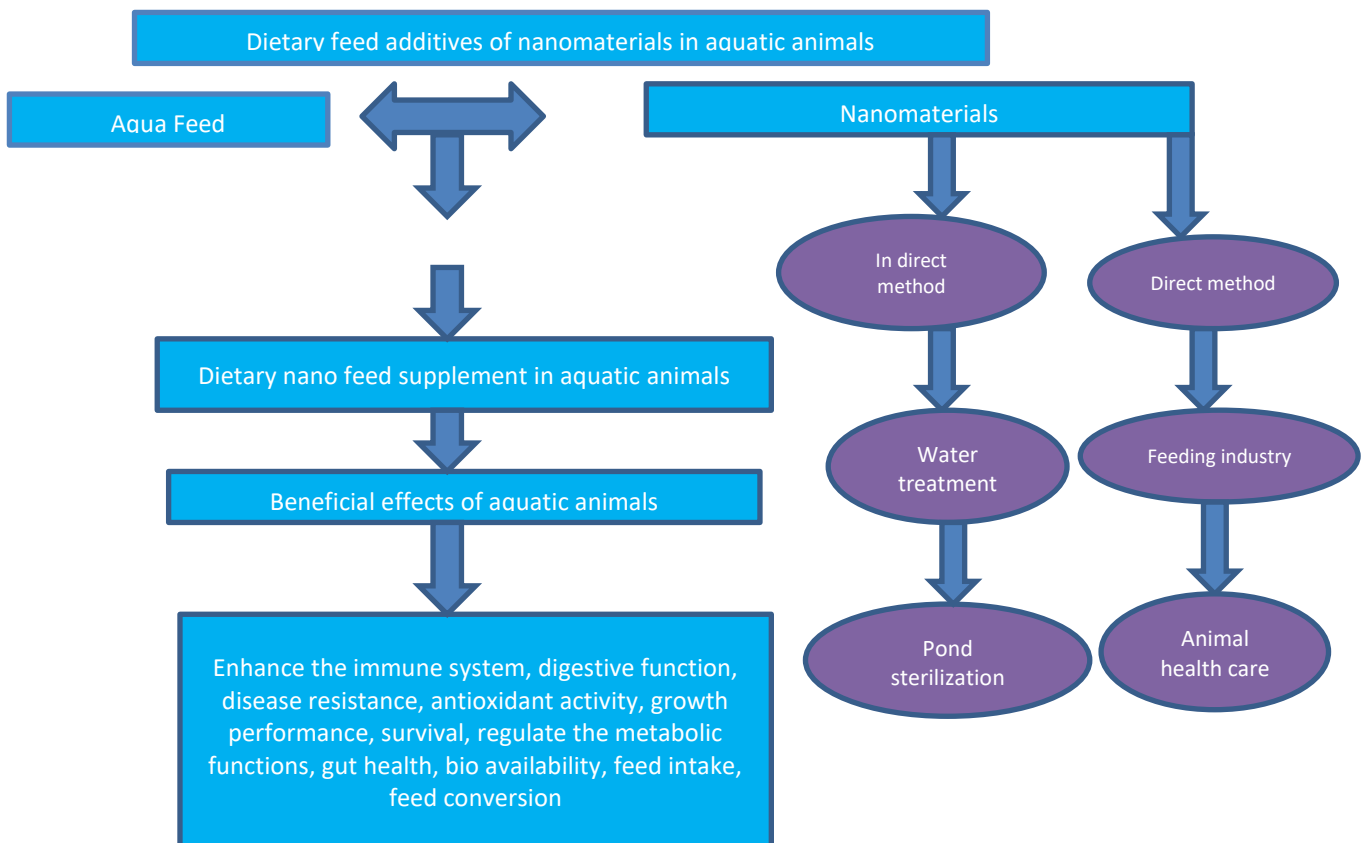 Dietary feed additives of nanomaterials in aquatic animals
Aqua Feed
Nanomaterials
In direct
method
Direct method
Dietary nano feed supplement in aquatic animals
Water
treatment
Feeding industry
Beneficial effects of aquatic animals
Enhance the immune system, digestive function,
disease resistance, antioxidant activity, growth
performance, survival, regulate the metabolic
functions, gut health, bio availability, feed intake,
feed conversion
Pond
sterilization
Animal
health care